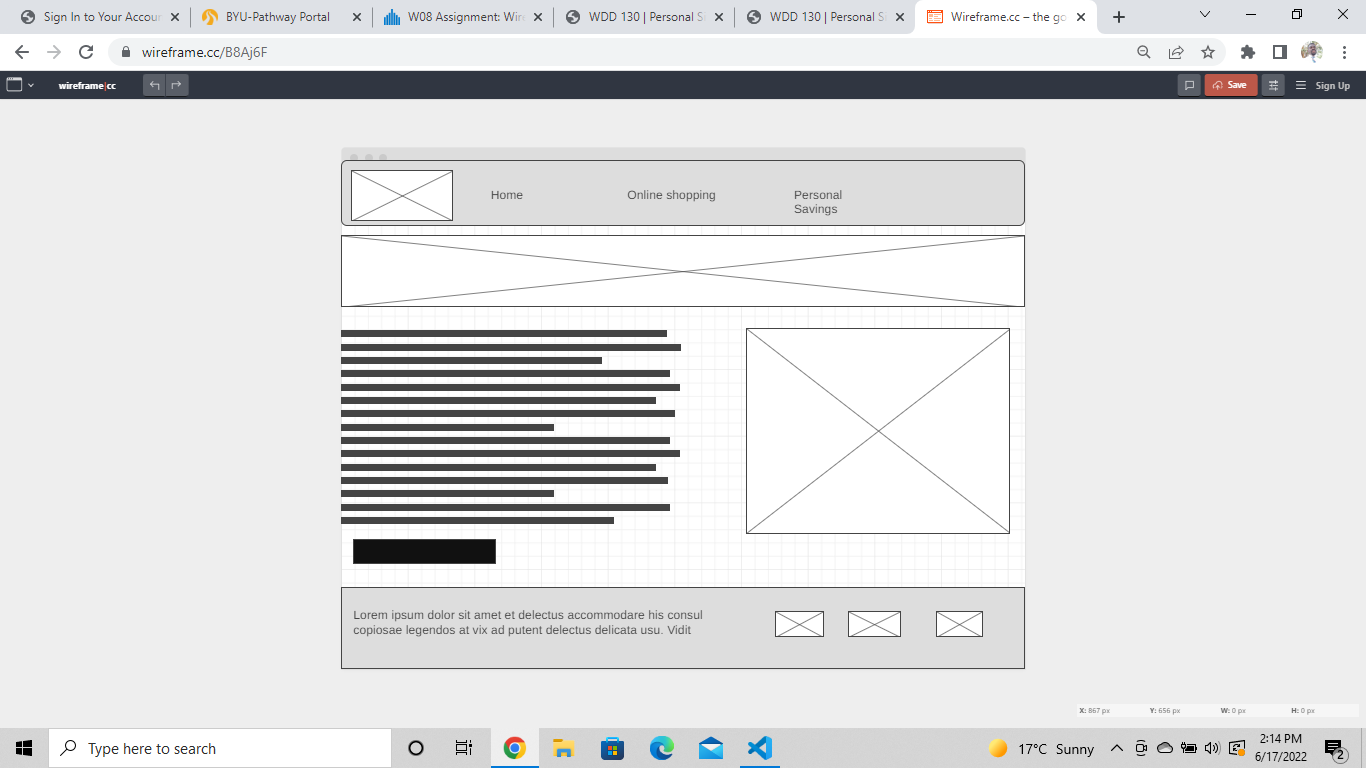 Sign In to Your Accour
BYU-Pathway Portal
W08 Assignment: Wir
WDD 130 | Personal S
WDD 130 | Personal S
Wireframe.cc – the go
wireframe.cc/B8Aj6F
wireframe|cc
Save
Sign Up
Home
Online shopping
Personal
Savings
Lorem ipsum dolor sit amet et delectus accommodare his consul
copiosae legendos at vix ad putent delectus delicata usu. Vidit
X: 867 px
Y: 656 px
W: 0 px
H: 0 px
Type here to search
17°C Sunny
2:14 PM
6/17/2022
2